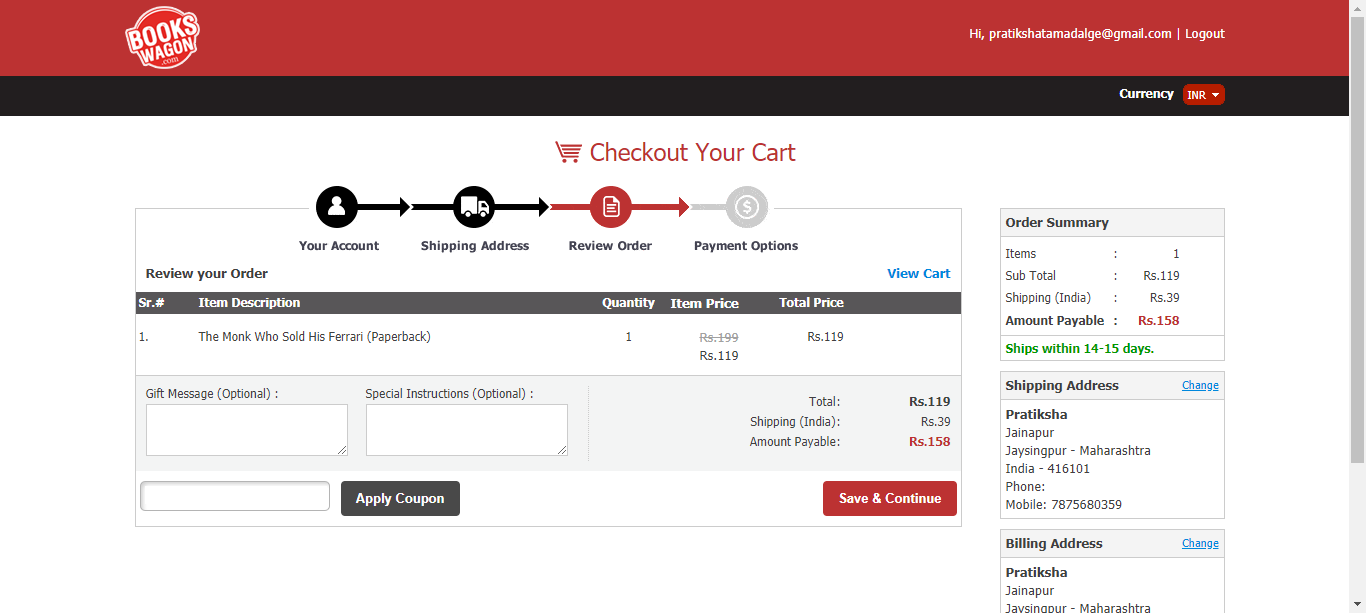 BOOKS
WAGON
.com
Hi, pratikshatamadalge@gmail.com | Logout
Currency INR
Checkout Your Cart
Your Account Shipping Address Review Order Payment Options
Review your Order View Cart
Sr.# Item Description Quantity Item Price Total Price
1. The Monk Who Sold His Ferrari (Paperback) 1 Rs.199 Rs.119
Rs.119
Gift Message (Optional) : Special Instructions (Optional) :
Total: Rs.119
Shipping (India): Rs.39
Amount Payable: Rs.158
Apply Coupon Save & Continue
Order Summary
Items : 1
Sub Total : Rs.119
Shipping (India) : Rs.39
Amount Payable : Rs.158
Ships within 14-15 days.
Shipping Address Change
Pratiksha
Jainapur
Jaysingpur - Maharashtra
India - 416101
Phone:
Mobile: 7875680359
Billing Address Change
Pratiksha
Jainapur
Jaysingpur - Maharashtra